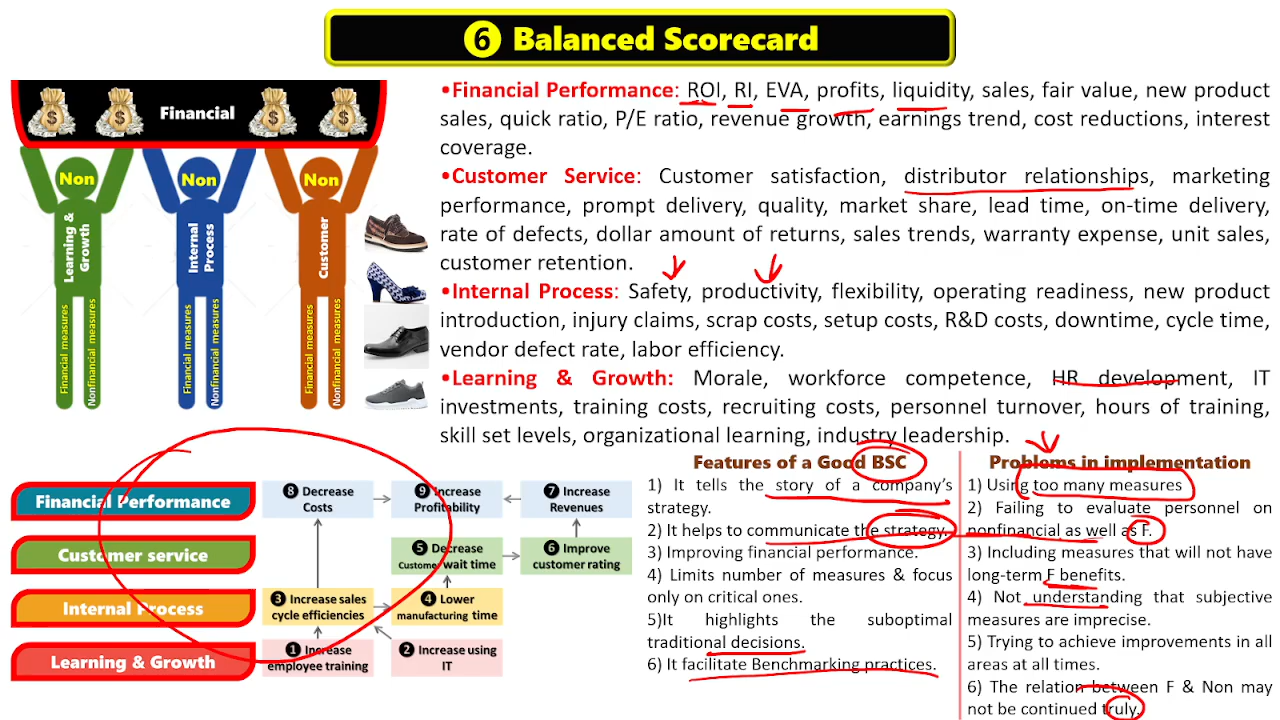 6 Balanced Scorecard
Financial
Non
Non
Non
Learning &
Growth
Internal
Process
Customer
Financial measures
Nonfinancial measures
Financial measures
Nonfinancial measures
Financial measures
Nonfinancial measures
•Financial Performance: ROI, RI, EVA, profits, liquidity, sales, fair value, new product
sales, quick ratio, P/E ratio, revenue growth, earnings trend, cost reductions, interest
coverage.
•Customer Service: Customer satisfaction, distributor relationships, marketing
performance, prompt delivery, quality, market share, lead time, on-time delivery,
rate of defects, dollar amount of returns, sales trends, warranty expense, unit sales,
customer retention.
•Internal Process: Safety, productivity, flexibility, operating readiness, new product
introduction, injury claims, scrap costs, setup costs, R&D costs, downtime, cycle time,
vendor defect rate, labor efficiency.
•Learning & Growth: Morale, workforce competence, HR development, IT
investments, training costs, recruiting costs, personnel turnover, hours of training,
skill set levels, organizational learning, industry leadership.
Financial Performance
Customer service
Internal Process
Learning & Growth
8 Decrease
Costs
9 Increase
Profitability
7 Increase
Revenues
5 Decrease
Customer wait time
6 Improve
customer rating
3 Increase sales
cycle efficiencies
4 Lower
manufacturing time
1 Increase
employee training
2 Increase using
IT
Features of a Good BSC
1) It tells the story of a company's
strategy.
2) It helps to communicate the strategy.
3) Improving financial performance.
4) Limits number of measures & focus
only on critical ones.
5)It highlights the suboptimal
traditional decisions.
6) It facilitate Benchmarking practices.
Problems in implementation
1) Using too many measures
2) Failing to evaluate personnel on
nonfinancial as well as F.
3) Including measures that will not have
long-term F benefits.
4) Not understanding that subjective
measures are imprecise.
5) Trying to achieve improvements in all
areas at all times.
6) The relation between F & Non may
not be continued truly.